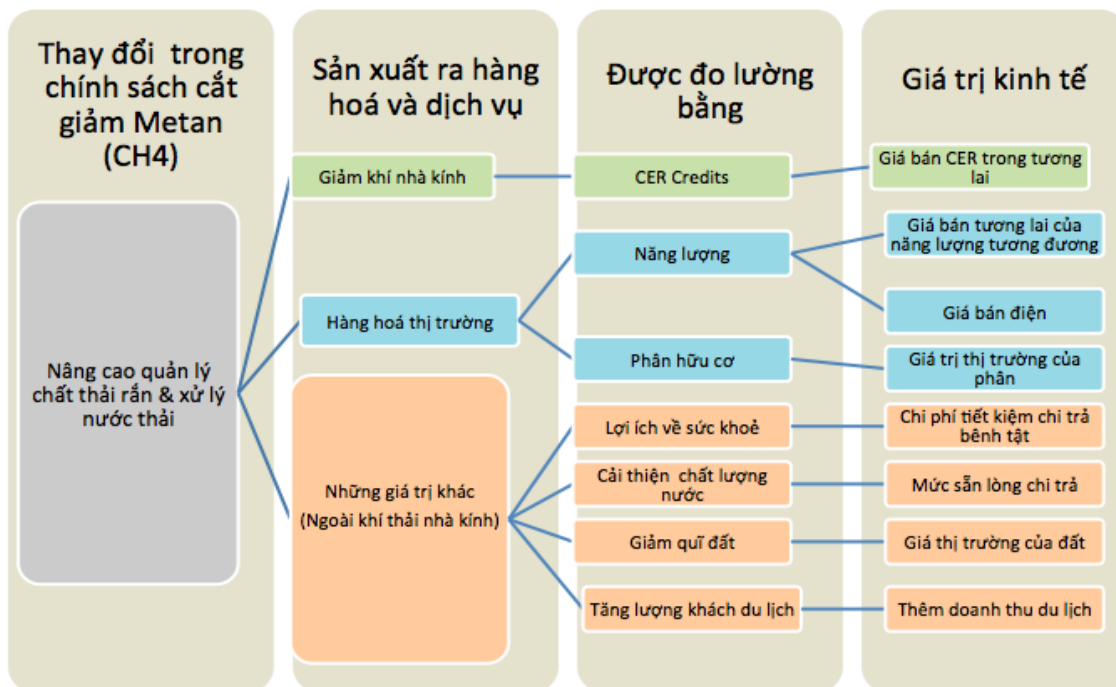 Thay đổi trong
chính sách cắt
giảm Metan
(CH4)
Nâng cao quản lý
chất thải rắn & xử lý
nước thải
Sản xuất ra hàng
hoá và dịch vụ
Giảm khí nhà kính
Hàng hoá thị trường
Những giá trị khác
(Ngoài khí thải nhà kính)
Được đo lường
bằng
CER Credits
Năng lượng
Phân hữu cơ
Lợi ích về sức khoẻ
Cải thiện chất lượng
nước
Giảm quĩ đất
Tăng lượng khách du lịch
Giá trị kinh tế
Giá bán CER trong tương
lai
Giá bán tương lai của
năng lượng tương đương
Giá bán điện
Giá trị thị trường của
phân
Chi phí tiết kiệm chi trả
bênh tật
Mức sẵn lòng chi trả
Giá thị trường của đất
Thêm doanh thu du lịch